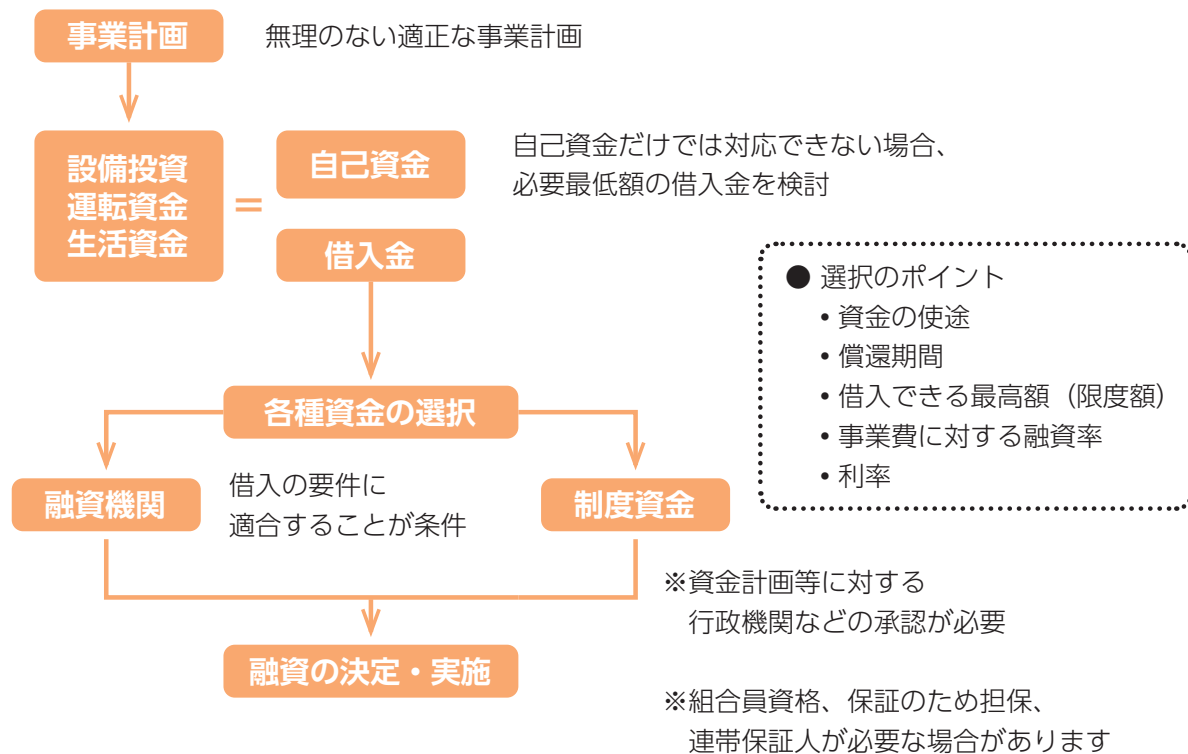 事業計画
無理のない適正な事業計画
設備投資
運転資金
生活資金
=
自己資金
借入金
自己資金だけでは対応できない場合、
必要最低額の借入金を検討
● 選択のポイント
• 資金の使途
• 償還期間
• 借入できる最高額（限度額）
• 事業費に対する融資率
• 利率
各種資金の選択
融資機関
借入の要件に
適合することが条件
制度資金
※資金計画等に対する
行政機関などの承認が必要
融資の決定・実施
※組合員資格、保証のため担保、
連帯保証人が必要な場合があります